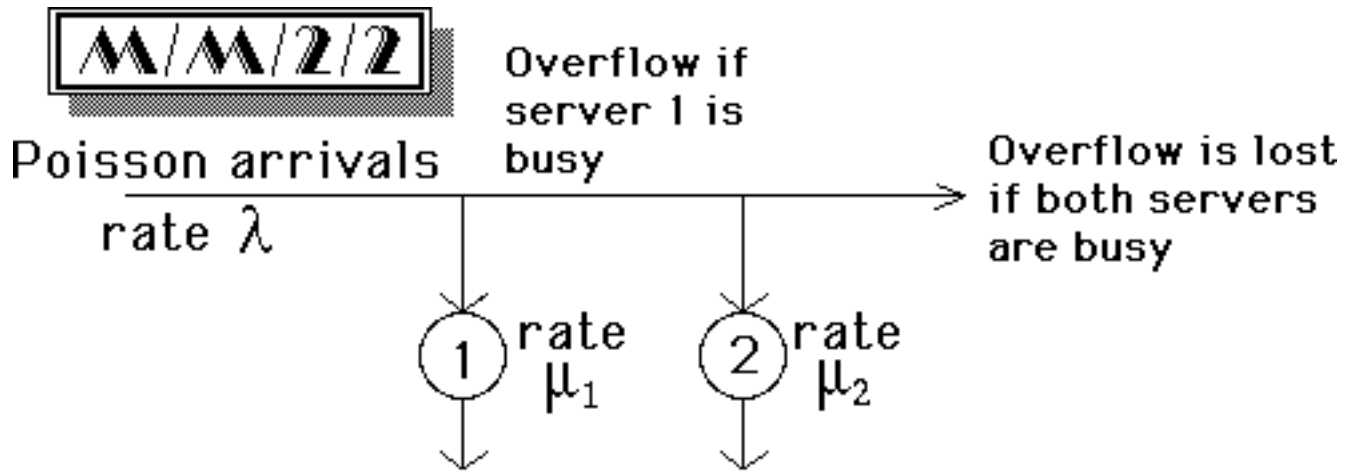 M/M/2/2
Overflow if
server 1 is
busy
Poisson arrivals
rate λ
Overflow is lost
if both servers
are busy
1
rate
μ₁
2
rate
μ₂